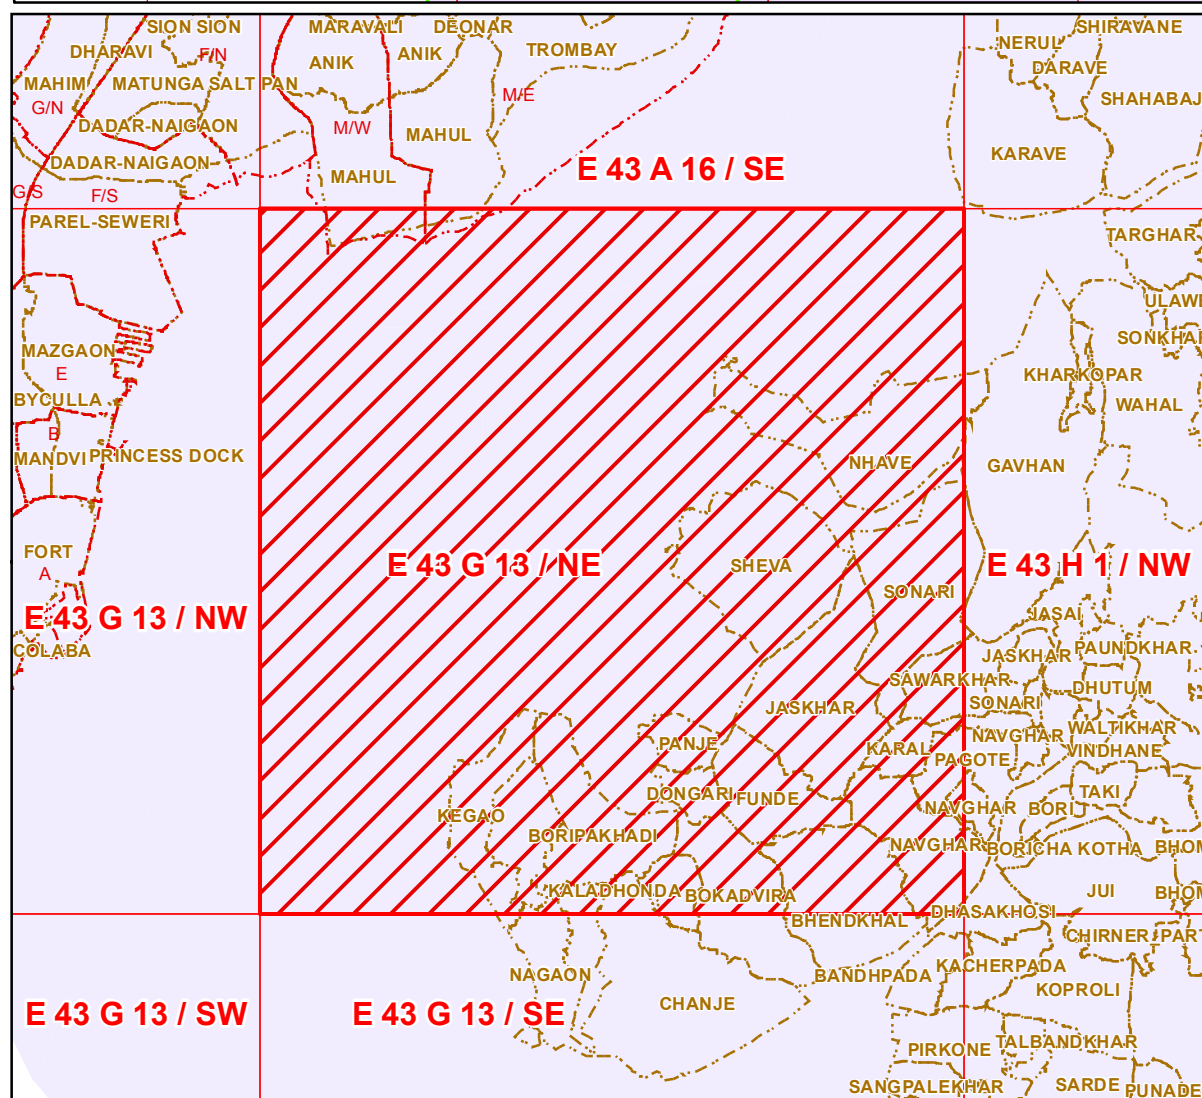 SION SION
MARAVALI
DEONAR
SHIRAVANE
DHARAVI
F/N
ANIK
ANIK
TROMBAY
NERUL
DARAVE
MAHIM
MATUNGA SALT PAN
M/E
SHAHABAJ
G/N
DADAR-NAIGAON
M/W
MAHUL
KARAVE
DADAR-NAIGAON
MAHUL
E 43 A 16 / SE
G/S
F/S
PAREL-SEWERI
TARGHAR
ULAWE
SONKHAR
MAZGAON
E
KHARKOPAR
BYCULLA
WAHAL
B
MANDVI
PRINCESS DOCK
NHAVE
GAVHAN
FORT
A
E 43 G 13 / NE
SHEVA
E 43 H 1 / NW
SONARI
E 43 G 13 / NW
JASAI
COLABA
JASKHAR
PAUNDKHAR
SAWARKHAR
DHUTUM
JASKHAR
SONARI
PANJE
KARAL
NAVGHAR
WALTIKHAR
PAGOTE
VINDHANE
DONGARI
FUNDE
TAKI
KEGAO
NAVGHAR
BORI
BORIPAKHADI
NAVGHAR
BORICHA KOTHA
BHOM
KALADHONDA
BOKADVIRA
JUI
BHOM
BHENDKHAL
DHASAKHOSI
CHIRNER PART
NAGAON
BANDHPADA
KACHERPADA
E 43 G 13 / SW
E 43 G 13 / SE
CHANJE
KOPROLI
PIRKONE
TALBANDKHAR
SANGPALEKHAR
SARDE
PUNADE